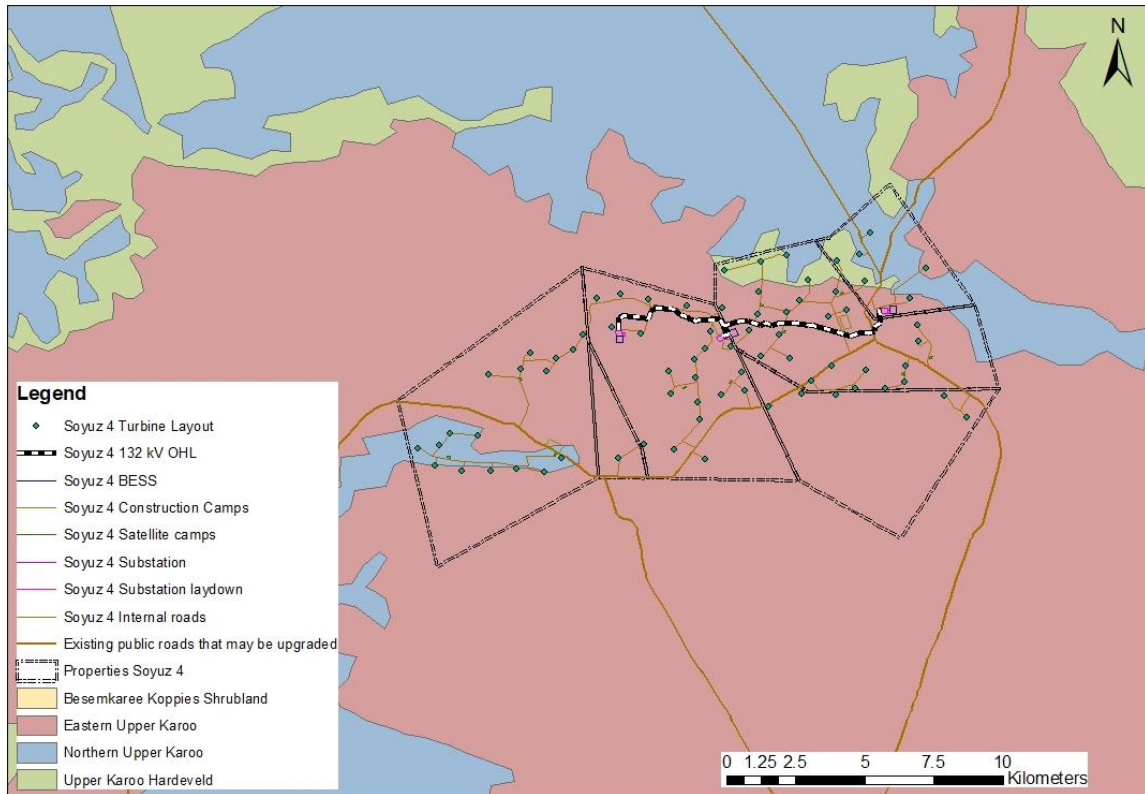 N
Legend
Soyuz 4 Turbine Layout
Soyuz 4 132 kV OHL
Soyuz 4 BESS
Soyuz 4 Construction Camps
Soyuz 4 Satellite camps
Soyuz 4 Substation
Soyuz 4 Substation laydown
Soyuz 4 Internal roads
Existing public roads that may be upgraded
Properties Soyuz 4
Besemkaree Koppies Shrubland
Eastern Upper Karoo
Northern Upper Karoo
Upper Karoo Hardeveld
0 1.25 2.5 5 7.5 10
Kilometers